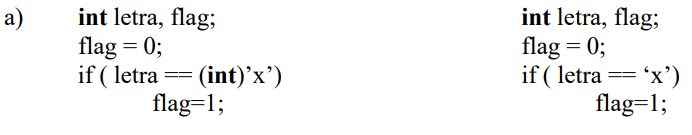 a) int letra, flag;
flag = 0;
if ( letra == (int)’x’)
flag=1;
int letra, flag;
flag = 0;
if ( letra == ‘x’)
flag=1;